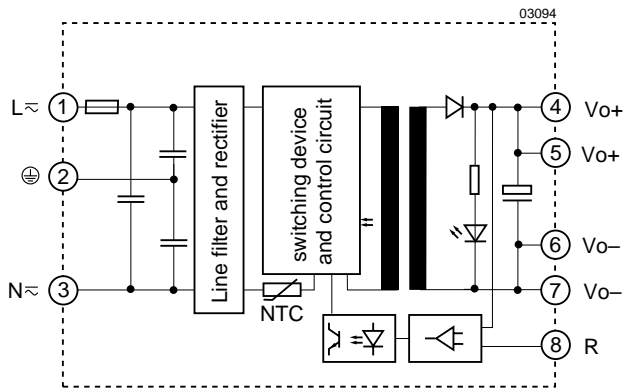 03094
L≂ 1
4 Vo+
5 Vo+
⏚ 2
6 Vo–
N≂ 3
7 Vo–
8 R
Line filter and rectifier
switching device
and control circuit
NTC